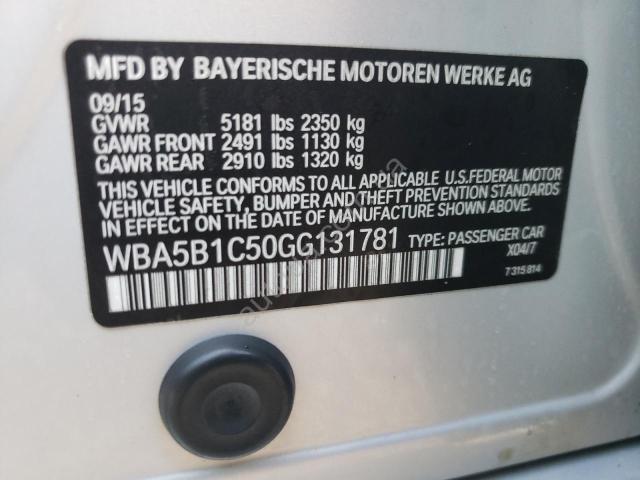 MFD BY BAYERISCHE MOTOREN WERKE AG
09/15
GVWR 5181 lbs 2350 kg
GAWR FRONT 2491 lbs 1130 kg
GAWR REAR 2910 lbs 1320 kg
THIS VEHICLE CONFORMS TO ALL APPLICABLE U.S.FEDERAL MOTOR
VEHICLE SAFETY, BUMPER AND THEFT PREVENTION STANDARDS
IN EFFECT ON THE DATE OF MANUFACTURE SHOWN ABOVE.
WBA5B1C50GG131781 TYPE: PASSENGER CAR
X04/7
7 315 814